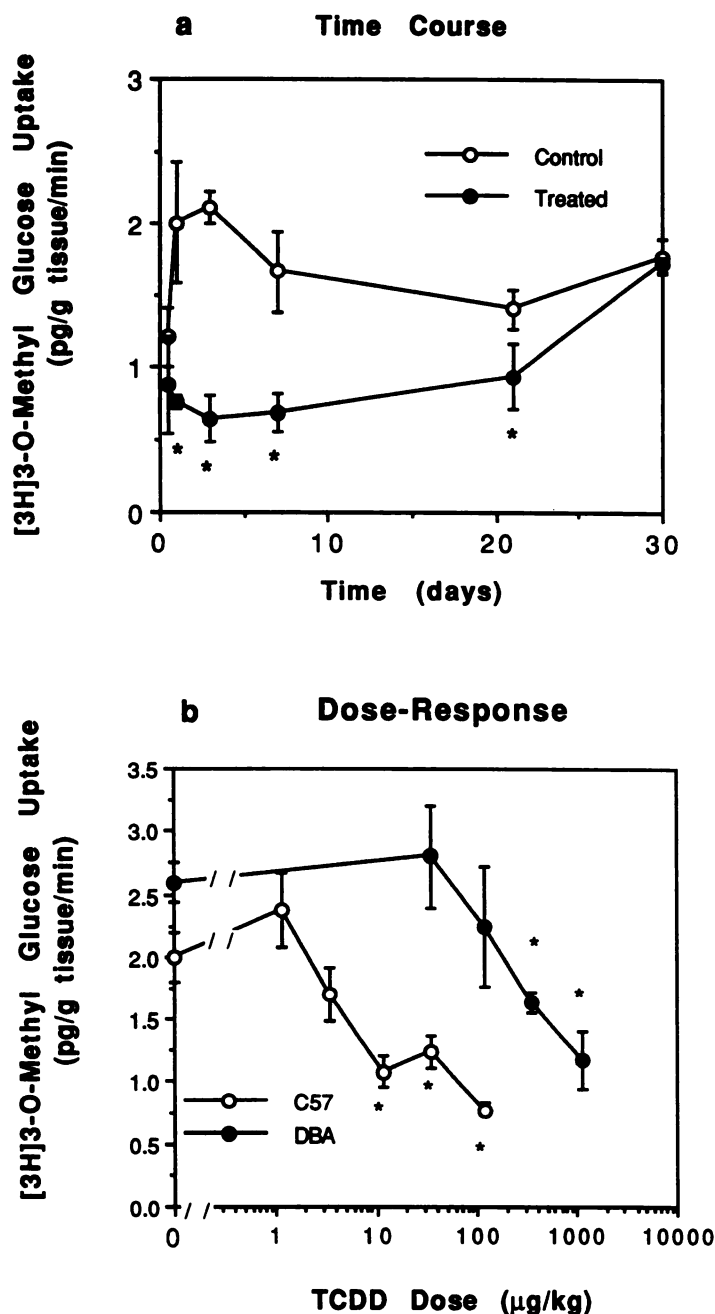 a Time Course
[3H]3-O-Methyl Glucose Uptake
(pg/g tissue/min)
3
2
1
0
Control
Treated
*
*
*
*
0 10 20 30
Time (days)
b Dose-Response
[3H]3-O-Methyl Glucose Uptake
(pg/g tissue/min)
3.5
3.0
2.5
2.0
1.5
1.0
0.5
0.0
C57
DBA
*
*
*
*
*
0 1 10 100 1000 10000
TCDD Dose (µg/kg)